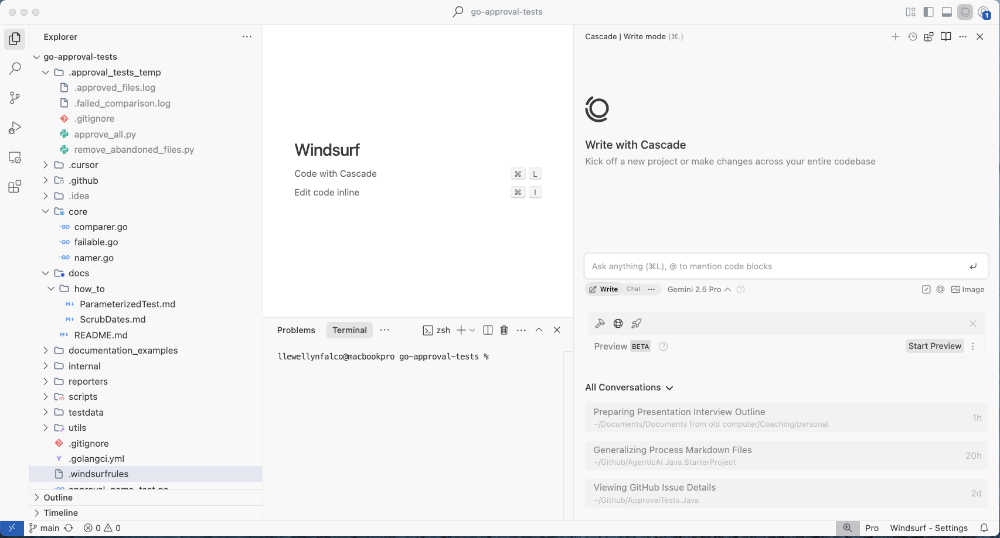 go-approval-tests
1
Explorer
go-approval-tests
.approval_tests_temp
.approved_files.log
.failed_comparison.log
.gitignore
approve_all.py
remove_abandoned_files.py
.cursor
.github
.idea
core
comparer.go
failable.go
namer.go
docs
how_to
ParameterizedTest.md
ScrubDates.md
README.md
documentation_examples
internal
reporters
scripts
testdata
utils
.gitignore
.golangci.yml
.windsurfrules
approval_name_test.go
Outline
Timeline
Windsurf
Code with Cascade ⌘ L
Edit code inline ⌘ I
Problems Terminal zsh
llewellynfalco@macbookpro go-approval-tests %
Cascade | Write mode (⌘.)
Write with Cascade
Kick off a new project or make changes across your entire codebase
Ask anything (⌘L), @ to mention code blocks
Write Chat Gemini 2.5 Pro Image
Preview BETA Start Preview
All Conversations
Preparing Presentation Interview Outline
~/Documents/Documents from old computer/Coaching/personal
1h
Generalizing Process Markdown Files
~/Github/AgenticAi.Java.StarterProject
20h
Viewing GitHub Issue Details
~/Github/ApprovalTests.Java
2d
main 0 0 Pro Windsurf - Settings